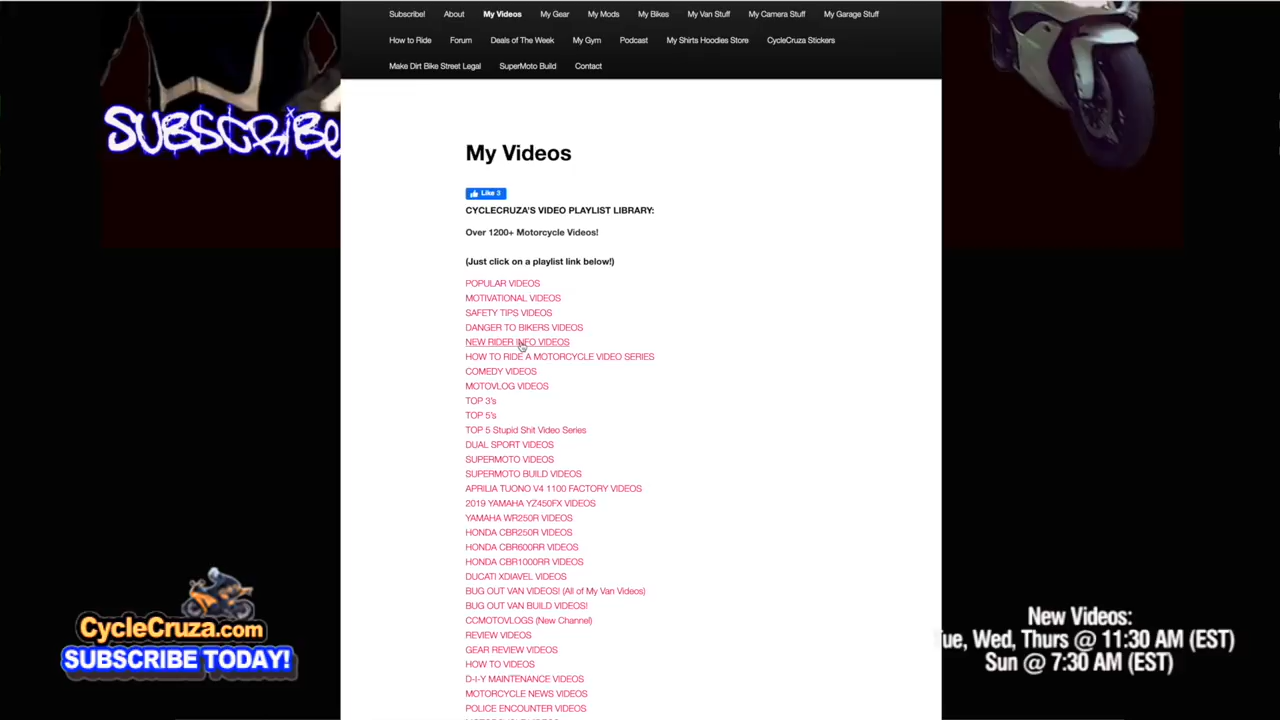 Subscribe! About My Videos My Gear My Mods My Bikes My Van Stuff My Camera Stuff My Garage Stuff
How to Ride Forum Deals of The Week My Gym Podcast My Shirts Hoodies Store CycleCruza Stickers
Make Dirt Bike Street Legal SuperMoto Build Contact
SUBSCRIBE
My Videos
Like 3
CYCLECRUZA'S VIDEO PLAYLIST LIBRARY:
Over 1200+ Motorcycle Videos!
(Just click on a playlist link below!)
POPULAR VIDEOS
MOTIVATIONAL VIDEOS
SAFETY TIPS VIDEOS
DANGER TO BIKERS VIDEOS
NEW RIDER INFO VIDEOS
HOW TO RIDE A MOTORCYCLE VIDEO SERIES
COMEDY VIDEOS
MOTOVLOG VIDEOS
TOP 3's
TOP 5's
TOP 5 Stupid Shit Video Series
DUAL SPORT VIDEOS
SUPERMOTO VIDEOS
SUPERMOTO BUILD VIDEOS
APRILIA TUONO V4 1100 FACTORY VIDEOS
2019 YAMAHA YZ450FX VIDEOS
YAMAHA WR250R VIDEOS
HONDA CBR250R VIDEOS
HONDA CBR600RR VIDEOS
HONDA CBR1000RR VIDEOS
DUCATI XDIAVEL VIDEOS
BUG OUT VAN VIDEOS! (All of My Van Videos)
BUG OUT VAN BUILD VIDEOS!
CCMOTOVLOGS (New Channel)
REVIEW VIDEOS
GEAR REVIEW VIDEOS
HOW TO VIDEOS
D-I-Y MAINTENANCE VIDEOS
MOTORCYCLE NEWS VIDEOS
POLICE ENCOUNTER VIDEOS
CycleCruza.com
SUBSCRIBE TODAY!
New Videos:
Tue, Wed, Thurs @ 11:30 AM (EST)
Sun @ 7:30 AM (EST)